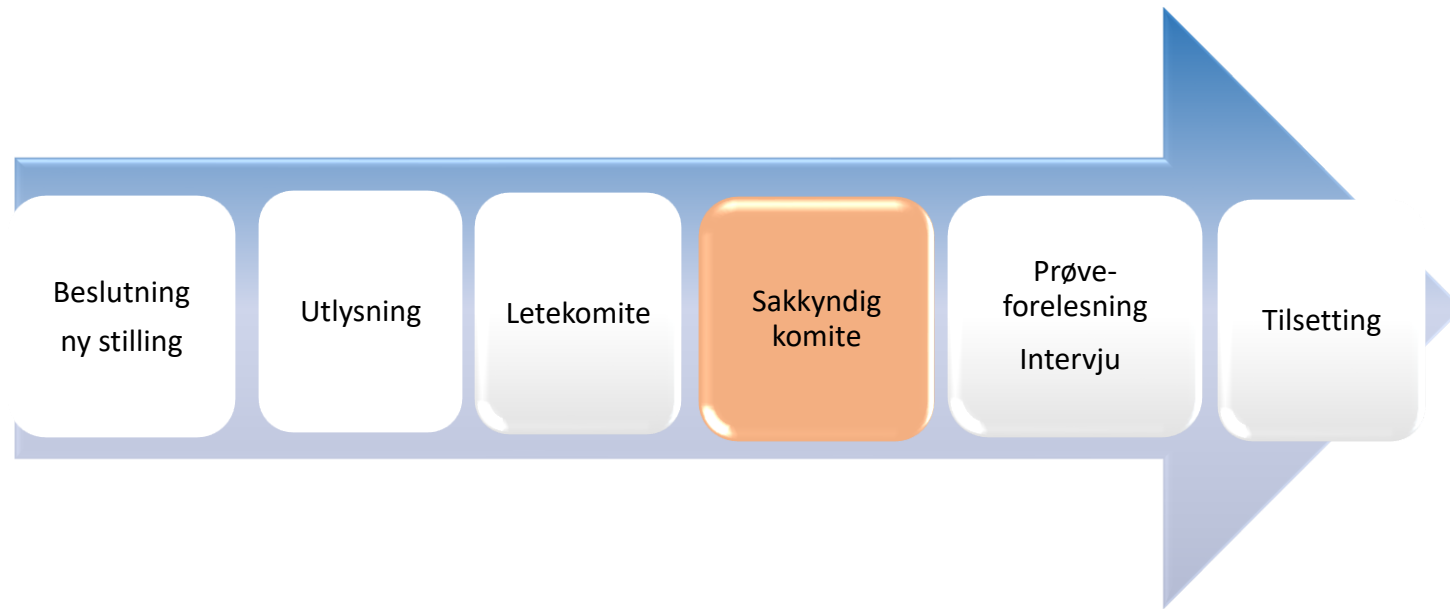 Beslutning
ny stilling
Utlysning
Letekomite
Sakkyndig
komite
Prøve-
forelesning
Intervju
Tilsetting